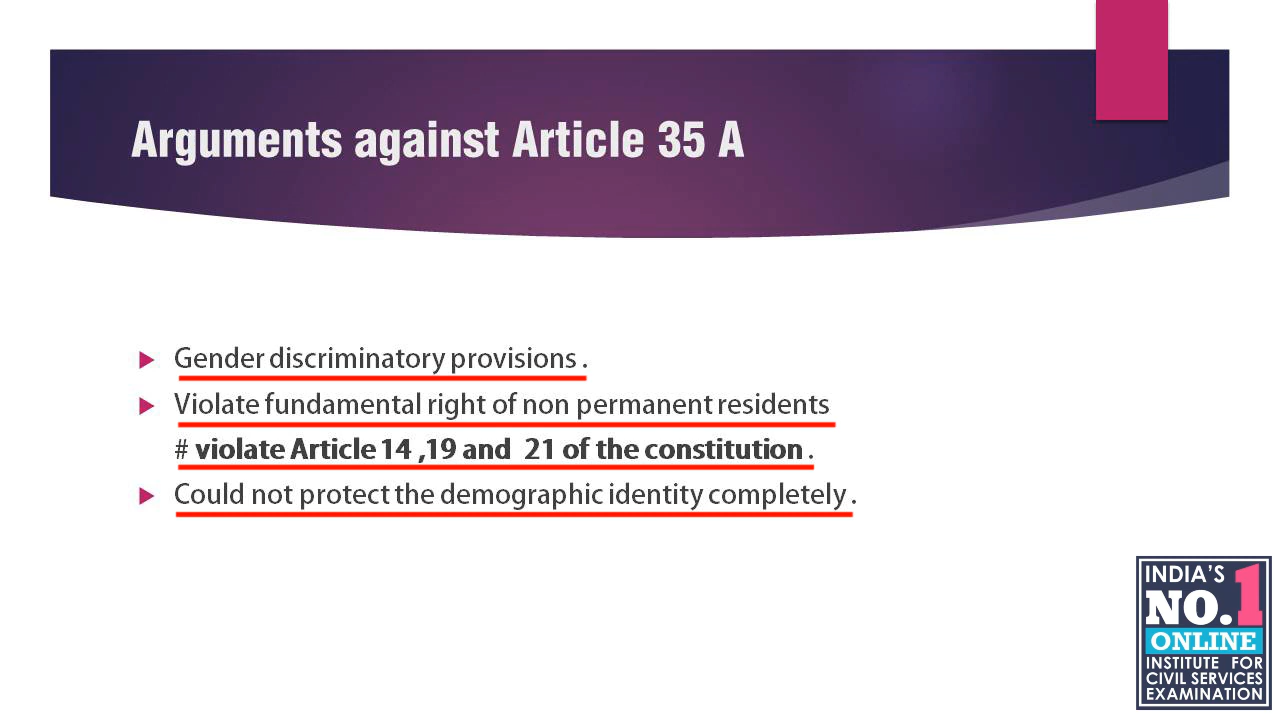 Arguments against Article 35 A
Gender discriminatory provisions .
Violate fundamental right of non permanent residents
# violate Article 14 ,19 and 21 of the constitution .
Could not protect the demographic identity completely .
INDIA'S
NO.1
ONLINE
INSTITUTE FOR
CIVIL SERVICES
EXAMINATION